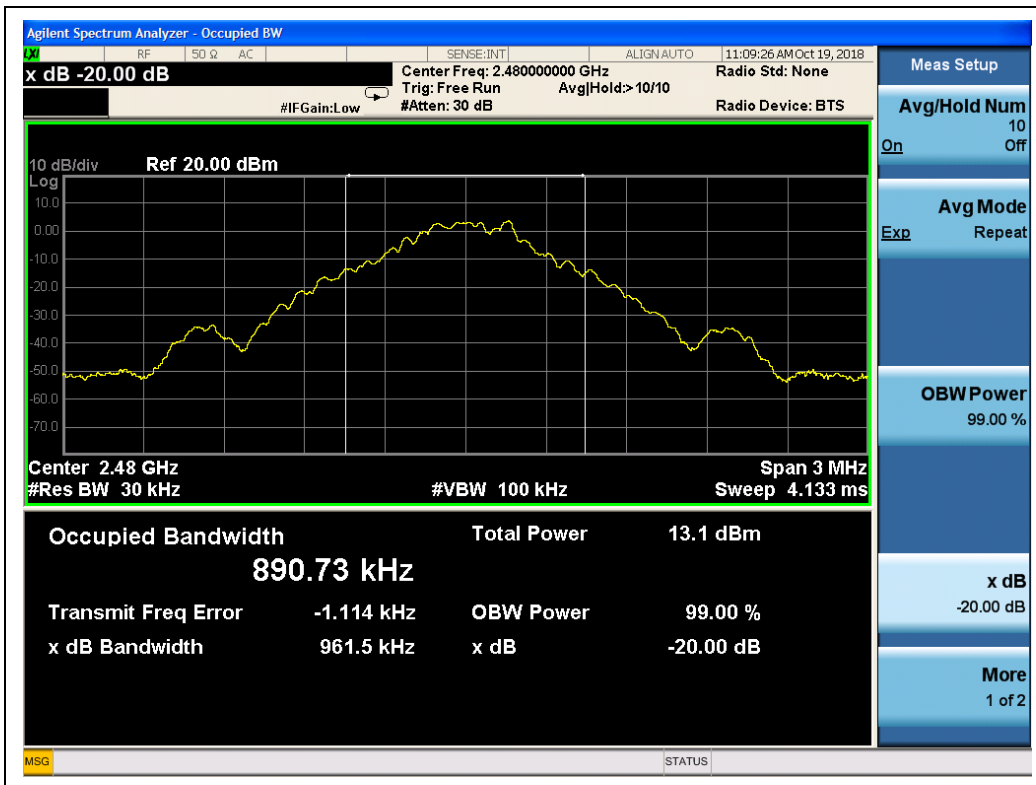 Agilent Spectrum Analyzer - Occupied BW
LXI RF 50 Ω AC SENSE:INT ALIGN AUTO 11:09:26 AM Oct 19, 2018
x dB -20.00 dB
Center Freq: 2.480000000 GHz
Radio Std: None
Trig: Free Run Avg|Hold:> 10/10
#IFGain:Low
#Atten: 30 dB
Radio Device: BTS
10 dB/div Ref 20.00 dBm
Log
10.0
0.00
-10.0
-20.0
-30.0
-40.0
-50.0
-60.0
-70.0
Center 2.48 GHz
Span 3 MHz
#Res BW 30 kHz
#VBW 100 kHz
Sweep 4.133 ms
Occupied Bandwidth
Total Power 13.1 dBm
890.73 kHz
Transmit Freq Error -1.114 kHz
OBW Power 99.00 %
x dB Bandwidth 961.5 kHz
x dB -20.00 dB
Meas Setup
Avg/Hold Num
10
On Off
Avg Mode
Exp Repeat
OBW Power
99.00 %
x dB
-20.00 dB
More
1 of 2
MSG
STATUS